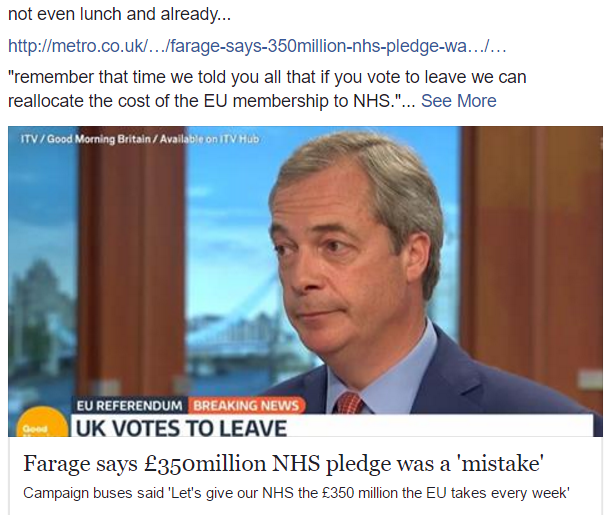 not even lunch and already...
http://metro.co.uk/…/farage-says-350million-nhs-pledge-wa…/…
"remember that time we told you all that if you vote to leave we can
reallocate the cost of the EU membership to NHS."... See More
ITV / Good Morning Britain / Available on ITV Hub
EU REFERENDUM BREAKING NEWS
Good
UK VOTES TO LEAVE
Farage says £350million NHS pledge was a 'mistake'
Campaign buses said 'Let's give our NHS the £350 million the EU takes every week'